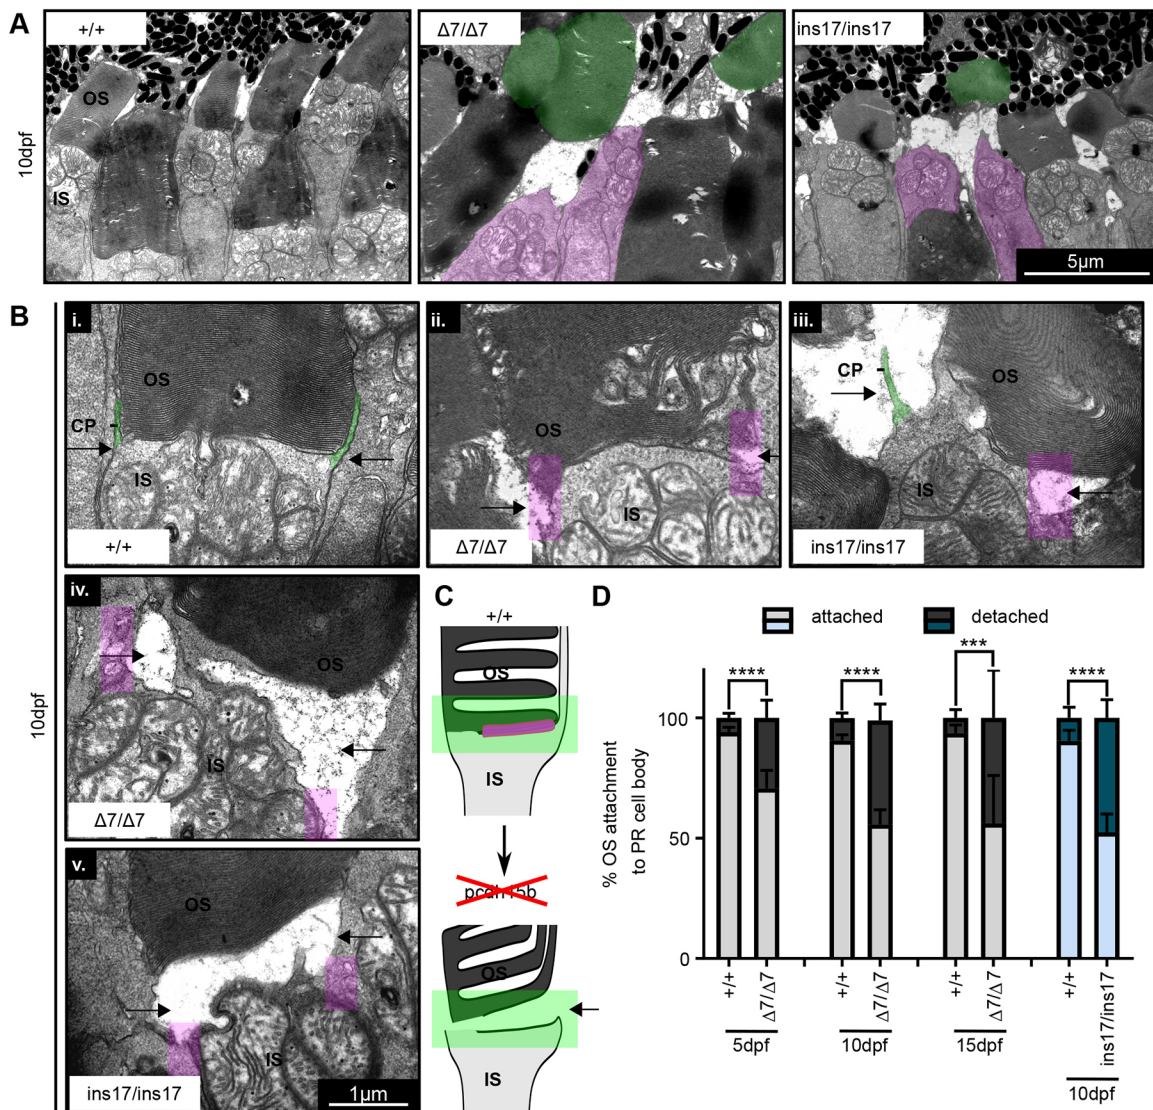 A
+/+
Δ7/Δ7
ins17/ins17
OS
IS
10dpf
5μm
B
i.
ii.
iii.
OS
CP
IS
+/+
OS
IS
Δ7/Δ7
CP
OS
IS
ins17/ins17
10dpf
iv.
OS
IS
Δ7/Δ7
v.
OS
IS
ins17/ins17
1μm
C
+/+
OS
IS
pcdh15b
OS
IS
D
attached
detached
% OS attachment
to PR cell body
100
50
0
****
****
***
****
+/+
Δ7/Δ7
+/+
Δ7/Δ7
+/+
Δ7/Δ7
+/+
ins17/ins17
5dpf
10dpf
15dpf
10dpf